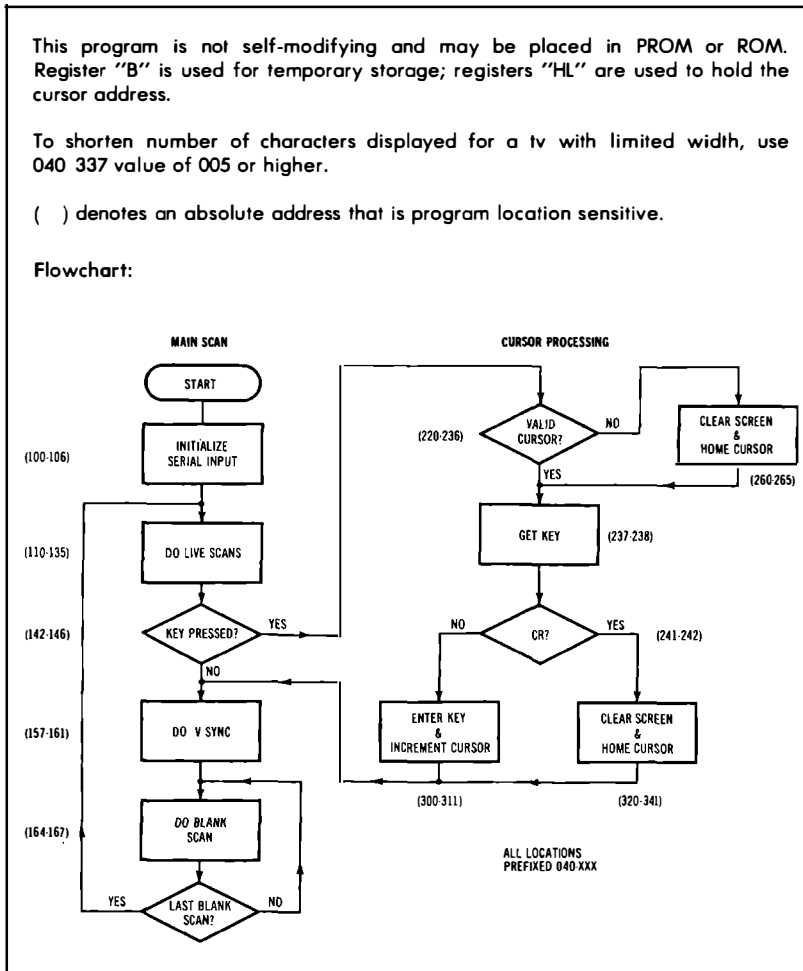 This program is not self-modifying and may be placed in PROM or ROM.
Register "B" is used for temporary storage; registers "HL" are used to hold the
cursor address.
To shorten number of characters displayed for a tv with limited width, use
040 337 value of 005 or higher.
( ) denotes an absolute address that is program location sensitive.
Flowchart:
MAIN SCAN
START
(100-106)
INITIALIZE
SERIAL INPUT
(110-135)
DO LIVE SCANS
(142-146)
KEY PRESSED?
YES
NO
(157-161)
DO V SYNC
(164-167)
DO BLANK
SCAN
YES
LAST BLANK
SCAN?
NO
CURSOR PROCESSING
(220-236)
VALID
CURSOR?
NO
CLEAR SCREEN
&
HOME CURSOR
(260-265)
YES
GET KEY
(237-238)
NO
CR?
YES
(241-242)
ENTER KEY
&
INCREMENT CURSOR
(300-311)
CLEAR SCREEN
&
HOME CURSOR
(320-341)
ALL LOCATIONS
PREFIXED 040-XXX